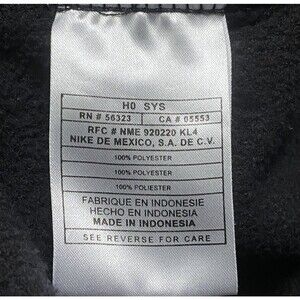 H0 SYS
RN # 56323 CA # 05553
RFC # NME 920220 KL4
NIKE DE MEXICO, S.A. DE C.V.
100% POLYESTER
100% POLYESTER
100% POLYESTER
FABRIQUE EN INDONESIE
HECHO EN INDONESIA
MADE IN INDONESIA
SEE REVERSE FOR CARE